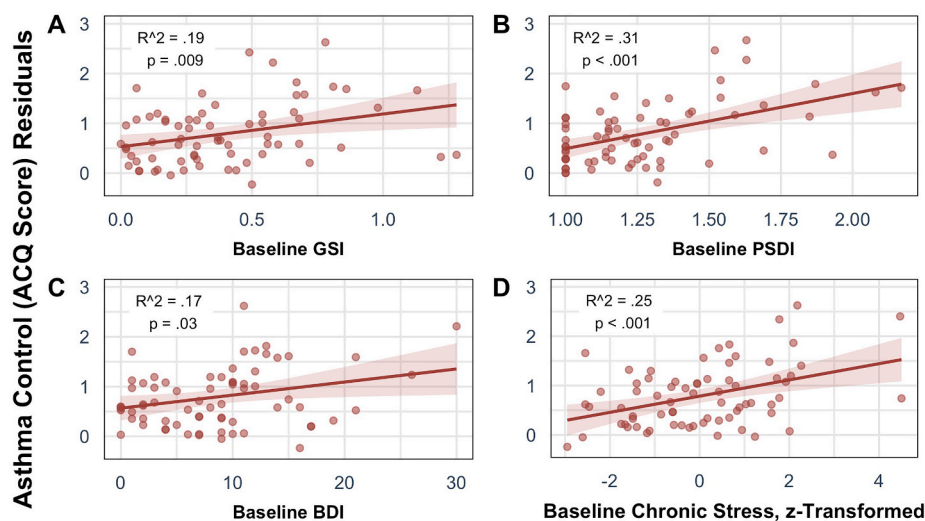 Asthma Control (ACQ Score) Residuals
A
R^2 = .19
p = .009
3
2
1
0
0.0 0.5 1.0
Baseline GSI
B
R^2 = .31
p < .001
3
2
1
0
1.00 1.25 1.50 1.75 2.00
Baseline PSDI
C
R^2 = .17
p = .03
3
2
1
0
0 10 20 30
Baseline BDI
D
R^2 = .25
p < .001
3
2
1
0
-2 0 2 4
Baseline Chronic Stress, z-Transformed